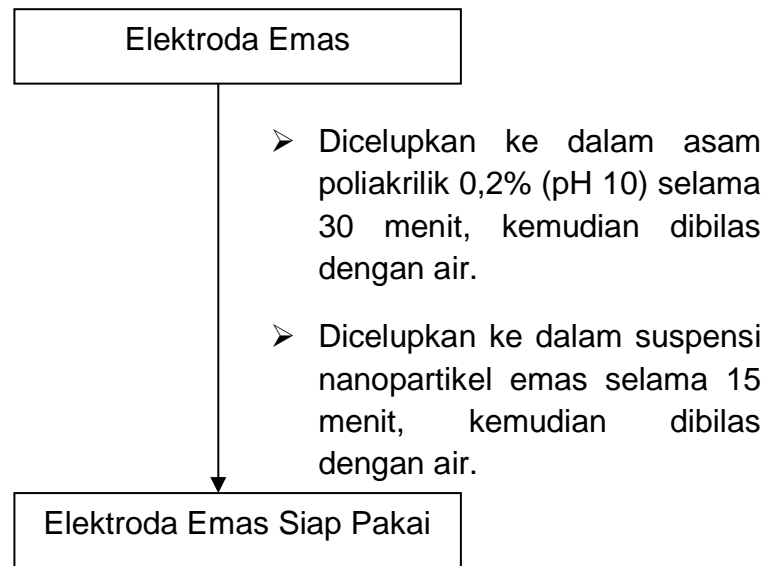 Elektroda Emas
➢ Dicelupkan ke dalam asam
poliakrilik 0,2% (pH 10) selama
30 menit, kemudian dibilas
dengan air.
➢ Dicelupkan ke dalam suspensi
nanopartikel emas selama 15
menit, kemudian dibilas
dengan air.
Elektroda Emas Siap Pakai